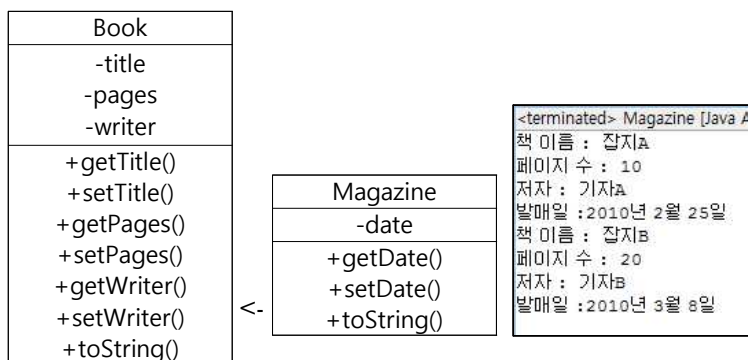 Book
-title
-pages
-writer
+getTitle()
+setTitle()
+getPages()
+setPages()
+getWriter()
+setWriter()
+toString()
<-
Magazine
-date
+getDate()
+setDate()
+toString()
<terminated> Magazine [Java A
책 이름 : 잡지A
페이지 수 : 10
저자 : 기자A
발매일 :2010년 2월 25일
책 이름 : 잡지B
페이지 수 : 20
저자 : 기자B
발매일 :2010년 3월 8일